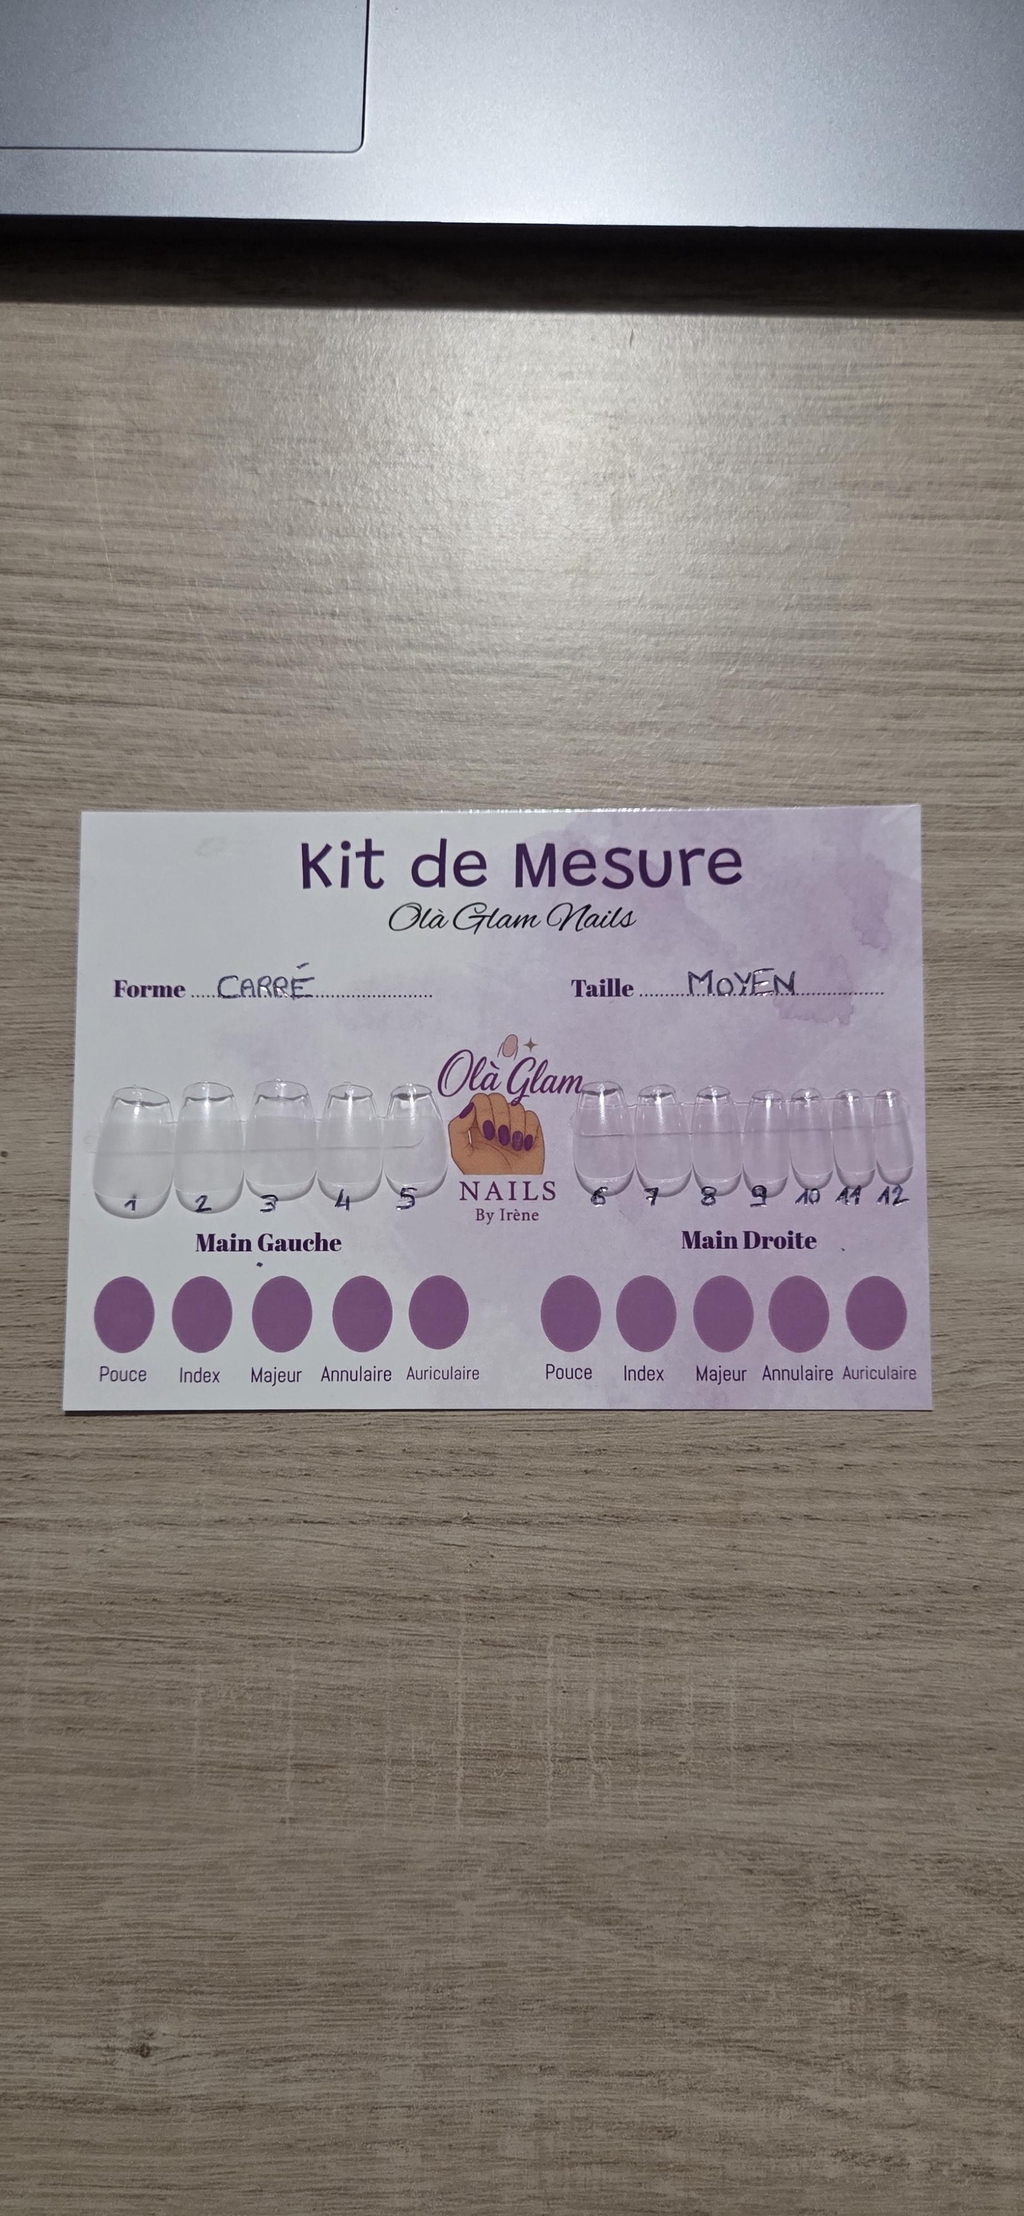 Kit de Mesure
Olà Glam Nails
Forme ..... CARRÉ ..... Taille ..... MOYEN .....
Olà Glam
NAILS
By Irène
1 2 3 4 5 6 7 8 9 10 11 12
Main Gauche Main Droite
Pouce Index Majeur Annulaire Auriculaire Pouce Index Majeur Annulaire Auriculaire